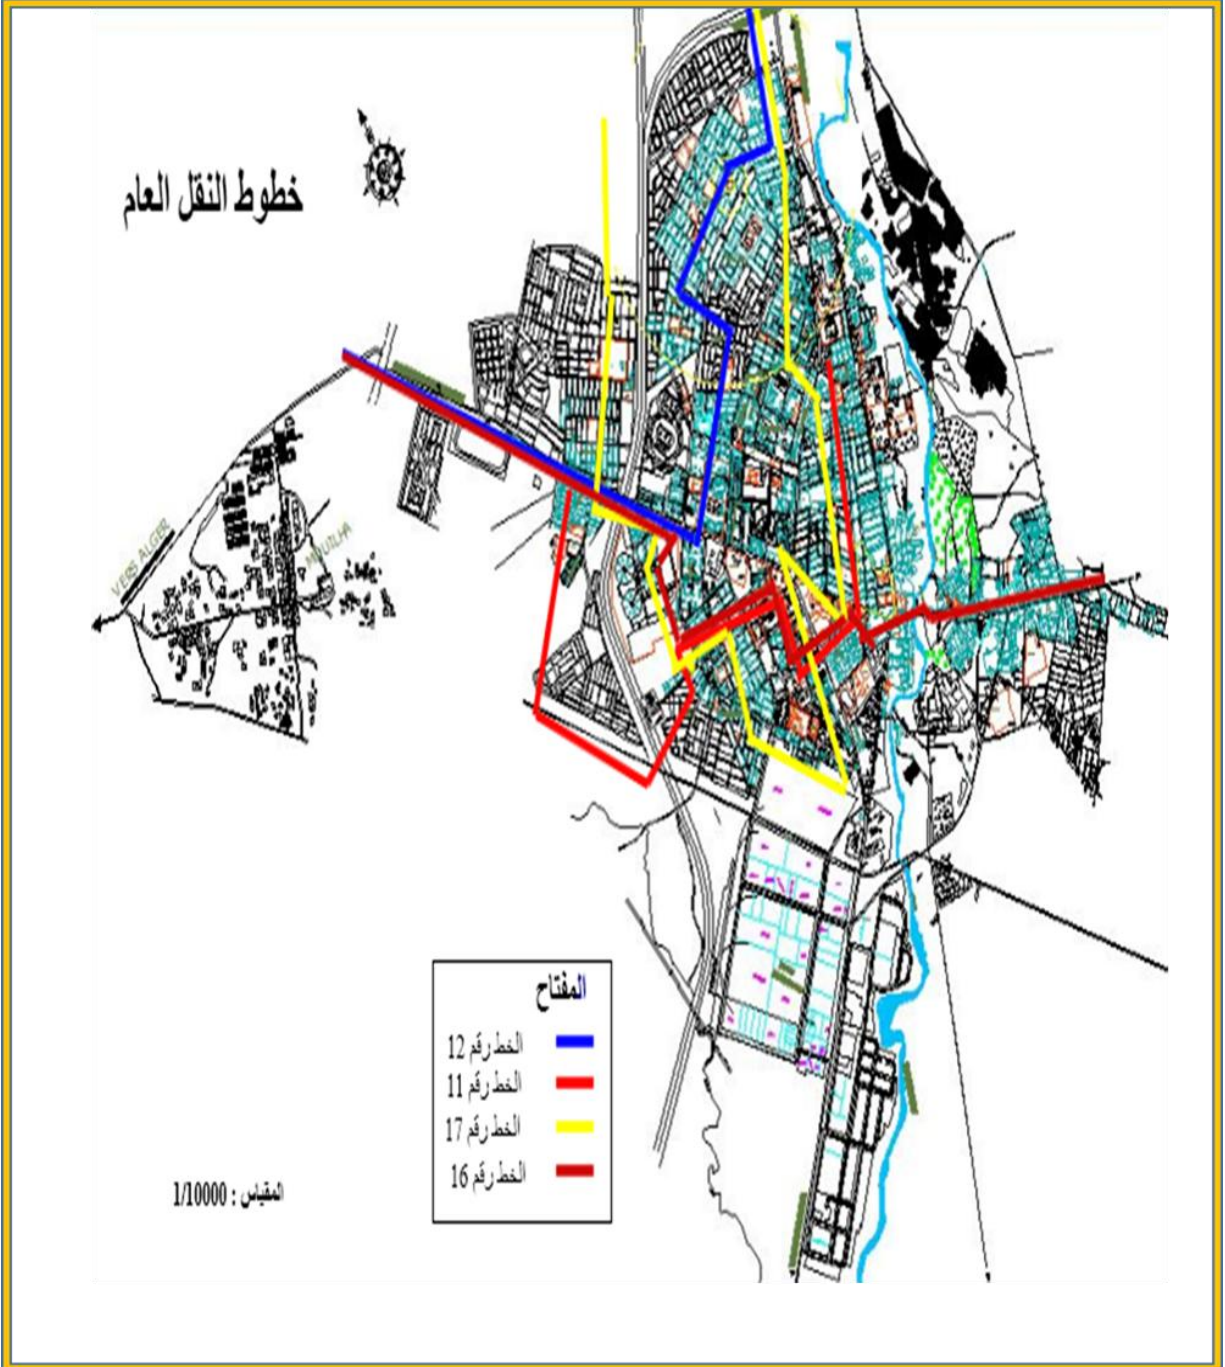 خطوط النقل العام
VERS ALGER
MOUILHA
المفتاح
الخط رقم 12
الخط رقم 11
الخط رقم 17
الخط رقم 16
المقياس : 1/10000